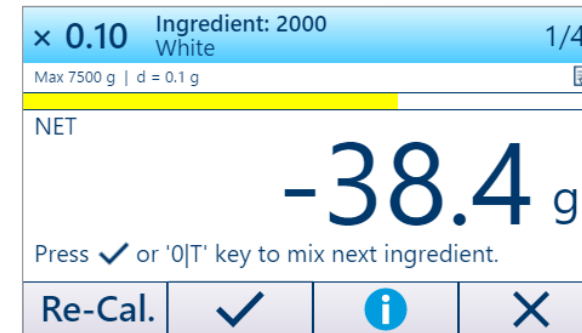 × 0.10
Ingredient: 2000
White
1/4
Max 7500 g | d = 0.1 g
NET
-38.4 g
Press ✓ or '0|T' key to mix next ingredient.
Re-Cal.